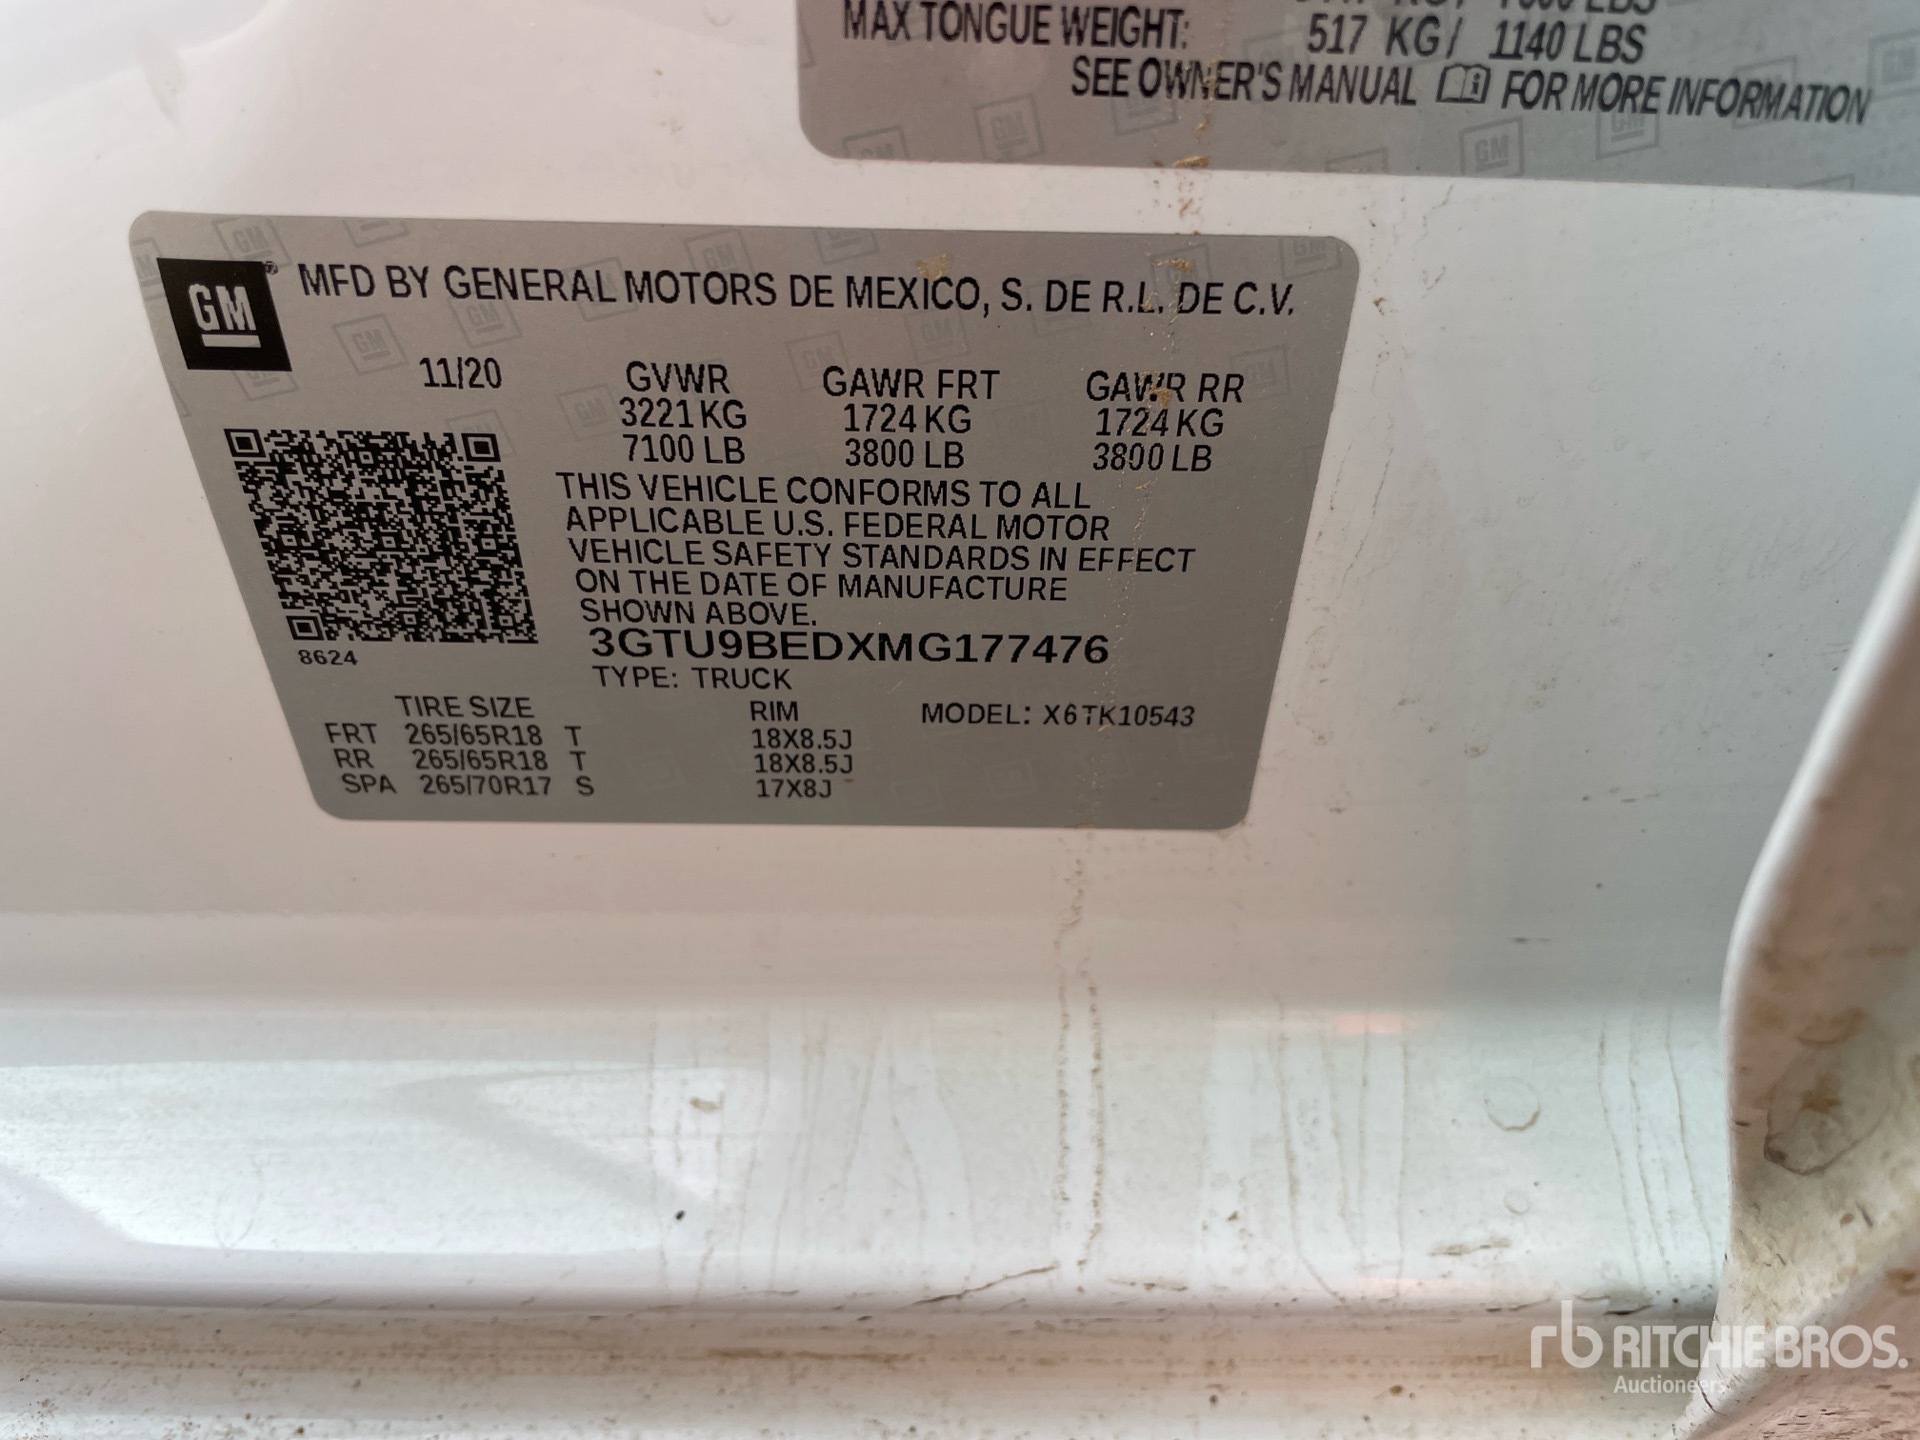 MAX TONGUE WEIGHT: 517 KG / 1140 LBS
SEE OWNER'S MANUAL FOR MORE INFORMATION
GM® MFD BY GENERAL MOTORS DE MEXICO, S. DE R.L. DE C.V.
11/20 GVWR GAWR FRT GAWR RR
3221 KG 1724 KG 1724 KG
7100 LB 3800 LB 3800 LB
THIS VEHICLE CONFORMS TO ALL
APPLICABLE U.S. FEDERAL MOTOR
VEHICLE SAFETY STANDARDS IN EFFECT
ON THE DATE OF MANUFACTURE
SHOWN ABOVE.
3GTU9BEDXMG177476
8624
TYPE: TRUCK
TIRE SIZE RIM MODEL: X6TK10543
FRT 265/65R18 T 18X8.5J
RR 265/65R18 T 18X8.5J
SPA 265/70R17 S 17X8J
rb RITCHIE BROS.
Auctioneers